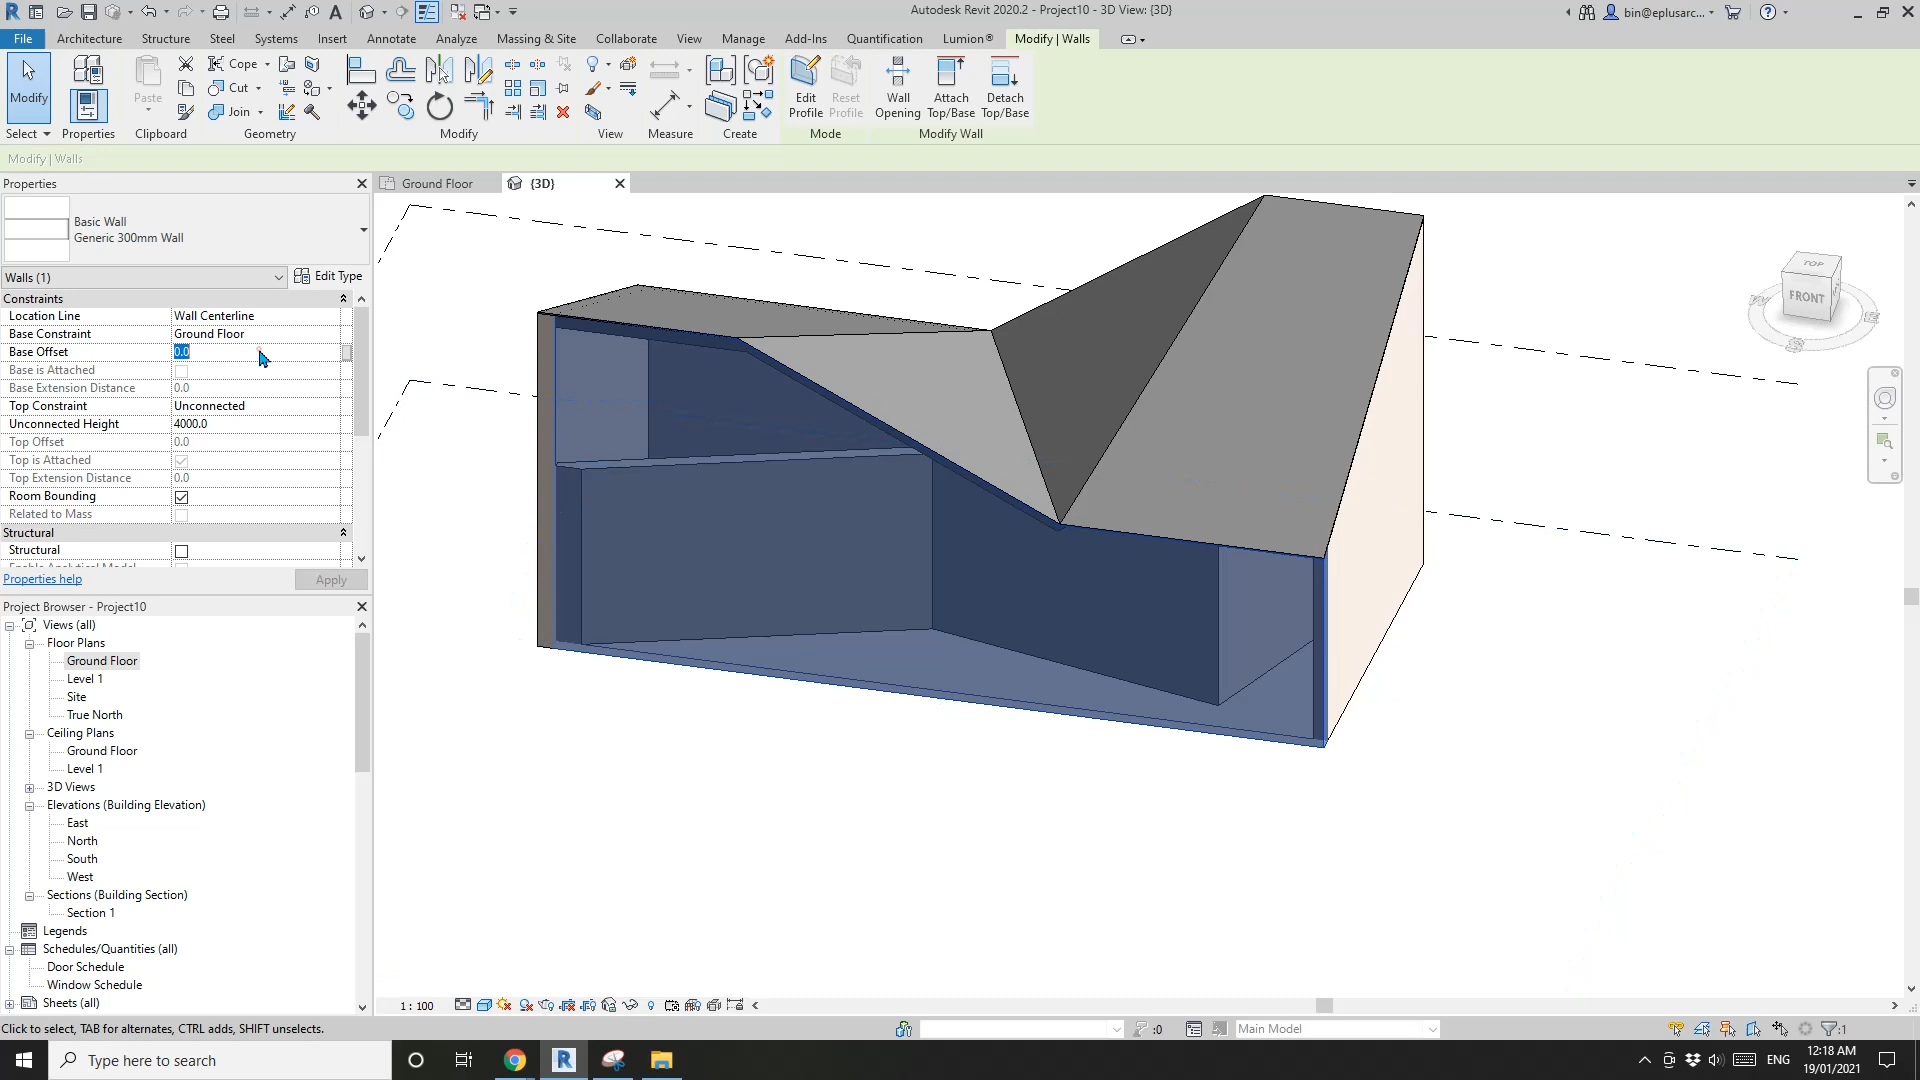 Autodesk Revit 2020.2 - Project10 - 3D View: {3D}
bin@eplusarc...
File Architecture Structure Steel Systems Insert Annotate Analyze Massing & Site Collaborate View Manage Add-Ins Quantification Lumion® Modify | Walls
Modify
Paste
Cope
Cut
Join
Edit
Profile
Reset
Profile
Wall
Opening
Attach
Top/Base
Detach
Top/Base
Select Properties Clipboard Geometry Modify View Measure Create Mode Modify Wall
Modify | Walls
Properties
Ground Floor
{3D}
Basic Wall
Generic 300mm Wall
Walls (1)
Edit Type
Constraints
Location Line Wall Centerline
Base Constraint Ground Floor
Base Offset 0.0
Base is Attached
Base Extension Distance 0.0
Top Constraint Unconnected
Unconnected Height 4000.0
Top Offset 0.0
Top is Attached
Top Extension Distance 0.0
Room Bounding
Related to Mass
Structural
Structural
Properties help
Apply
TOP
FRONT
Project Browser - Project10
Views (all)
Floor Plans
Ground Floor
Level 1
Site
True North
Ceiling Plans
Ground Floor
Level 1
3D Views
Elevations (Building Elevation)
East
North
South
West
Sections (Building Section)
Section 1
Legends
Schedules/Quantities (all)
Door Schedule
Window Schedule
Sheets (all)
1 : 100
Click to select, TAB for alternates, CTRL adds, SHIFT unselects.
:0
Main Model
:1
Type here to search
ENG
12:18 AM
19/01/2021